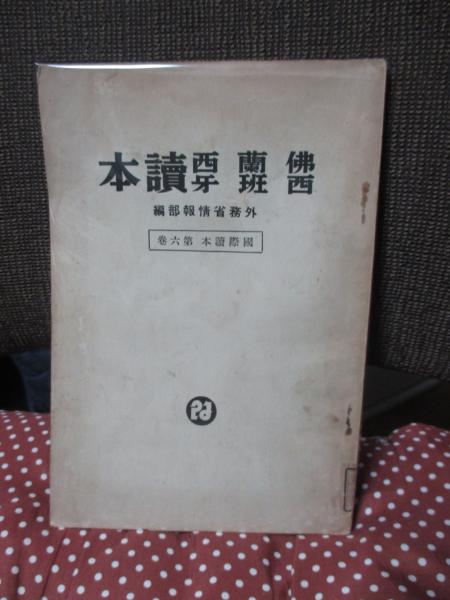 佛蘭西
西班牙
讀本
外務省情報部編
國際讀本 第六卷